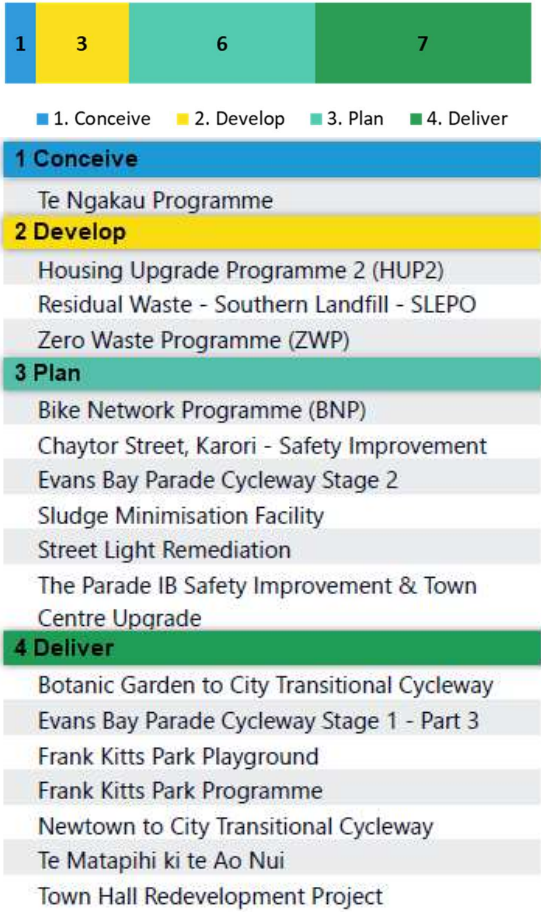 1 3 6 7
1. Conceive 2. Develop 3. Plan 4. Deliver
1 Conceive
Te Ngakau Programme
2 Develop
Housing Upgrade Programme 2 (HUP2)
Residual Waste - Southern Landfill - SLEPO
Zero Waste Programme (ZWP)
3 Plan
Bike Network Programme (BNP)
Chaytor Street, Karori - Safety Improvement
Evans Bay Parade Cycleway Stage 2
Sludge Minimisation Facility
Street Light Remediation
The Parade IB Safety Improvement & Town
Centre Upgrade
4 Deliver
Botanic Garden to City Transitional Cycleway
Evans Bay Parade Cycleway Stage 1 - Part 3
Frank Kitts Park Playground
Frank Kitts Park Programme
Newtown to City Transitional Cycleway
Te Matapihi ki te Ao Nui
Town Hall Redevelopment Project